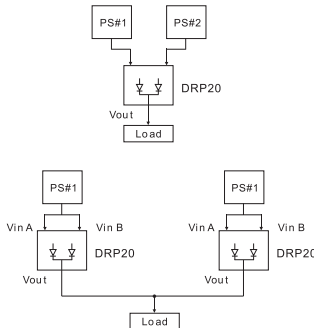 PS#1 PS#2
DRP20
Vout
Load
PS#1 PS#1
Vin A Vin B Vin A Vin B
DRP20 DRP20
Vout Vout
Load